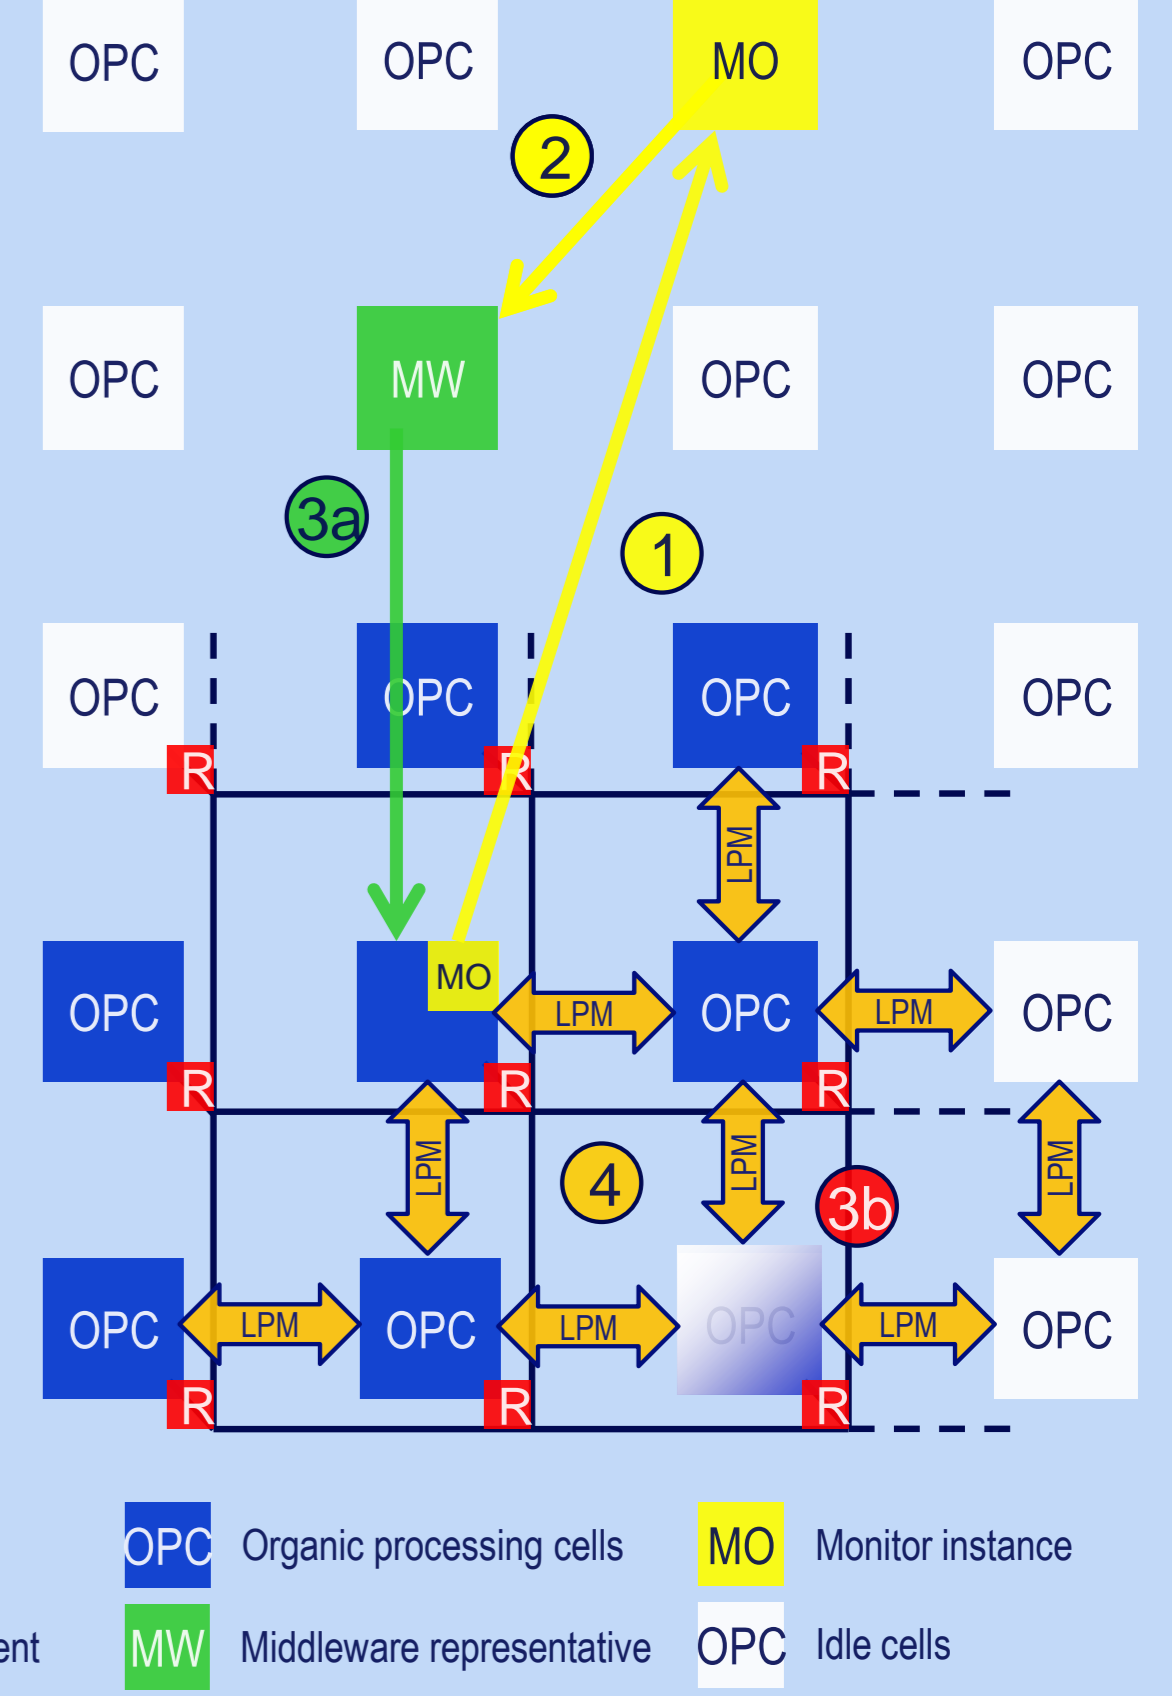 OPC
OPC
MO
OPC
2
OPC
MW
OPC
OPC
3a
1
OPC
OPC
OPC
OPC
R
R
R
LPM
OPC
MO
LPM
OPC
LPM
OPC
R
R
R
LPM
4
LPM
3b
LPM
OPC
LPM
OPC
LPM
OPC
LPM
OPC
R
R
R
OPC Organic processing cells
MO Monitor instance
ent
MW Middleware representative
OPC Idle cells